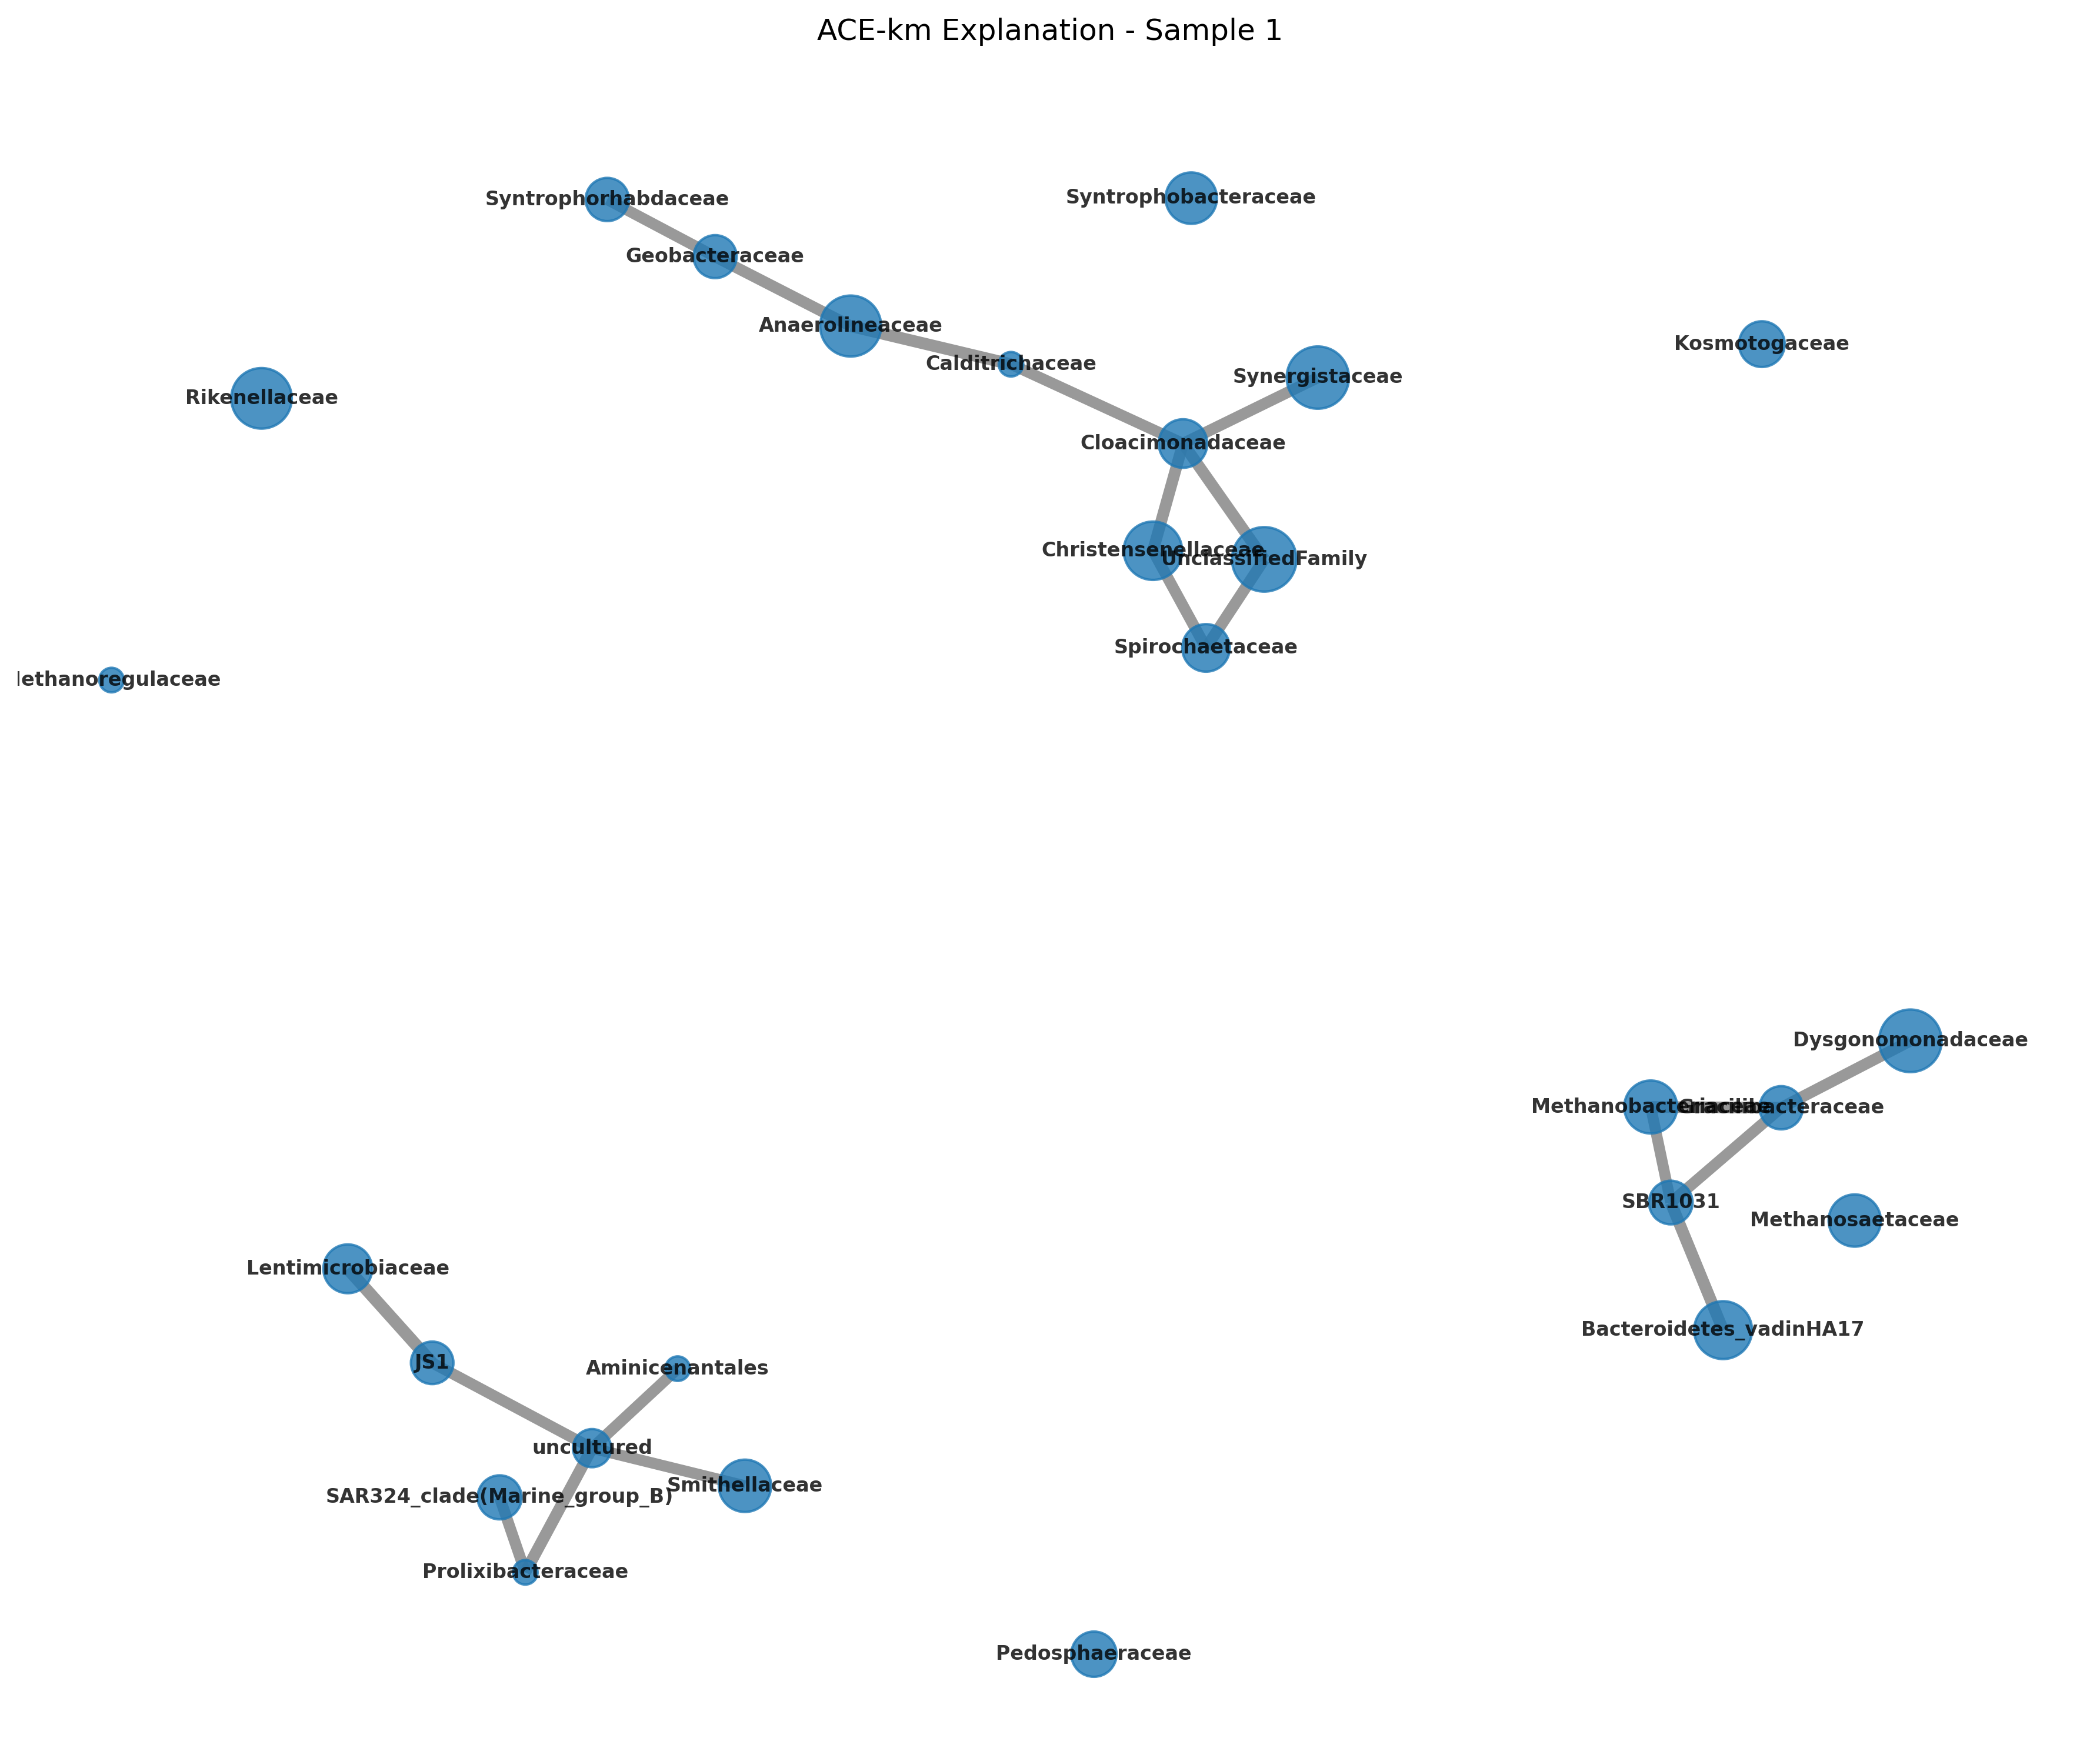 ACE-km Explanation - Sample 1
Syntrophorhabdaceae
Syntrophobacteraceae
Geobacteraceae
Anaerolineaceae
Kosmotogaceae
Calditrichaceae
Synergistaceae
Rikenellaceae
Cloacimonadaceae
Christensenellaceae
UnclassifiedFamily
Spirochaetaceae
lethanoregulaceae
Dysgonomonadaceae
Methanobacteriaceae
Gracilibacteraceae
SBR1031
Methanosaetaceae
Lentimicrobiaceae
Bacteroidetes_vadinHA17
JS1
Aminicenantales
uncultured
Smithellaceae
SAR324_clade(Marine_group_B)
Prolixibacteraceae
Pedosphaeraceae